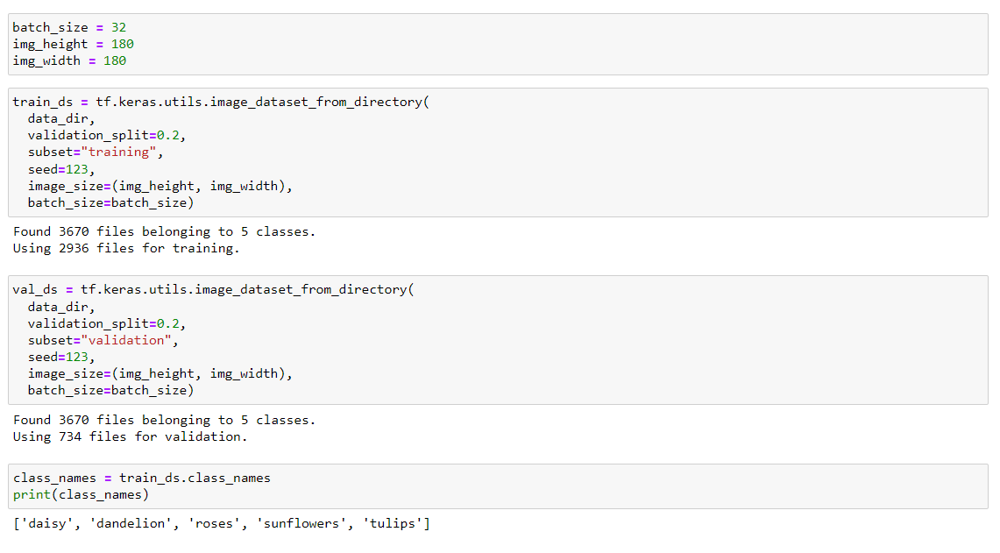 batch_size = 32
img_height = 180
img_width = 180
train_ds = tf.keras.utils.image_dataset_from_directory(
  data_dir,
  validation_split=0.2,
  subset="training",
  seed=123,
  image_size=(img_height, img_width),
  batch_size=batch_size)
Found 3670 files belonging to 5 classes.
Using 2936 files for training.
val_ds = tf.keras.utils.image_dataset_from_directory(
  data_dir,
  validation_split=0.2,
  subset="validation",
  seed=123,
  image_size=(img_height, img_width),
  batch_size=batch_size)
Found 3670 files belonging to 5 classes.
Using 734 files for validation.
class_names = train_ds.class_names
print(class_names)
['daisy', 'dandelion', 'roses', 'sunflowers', 'tulips']